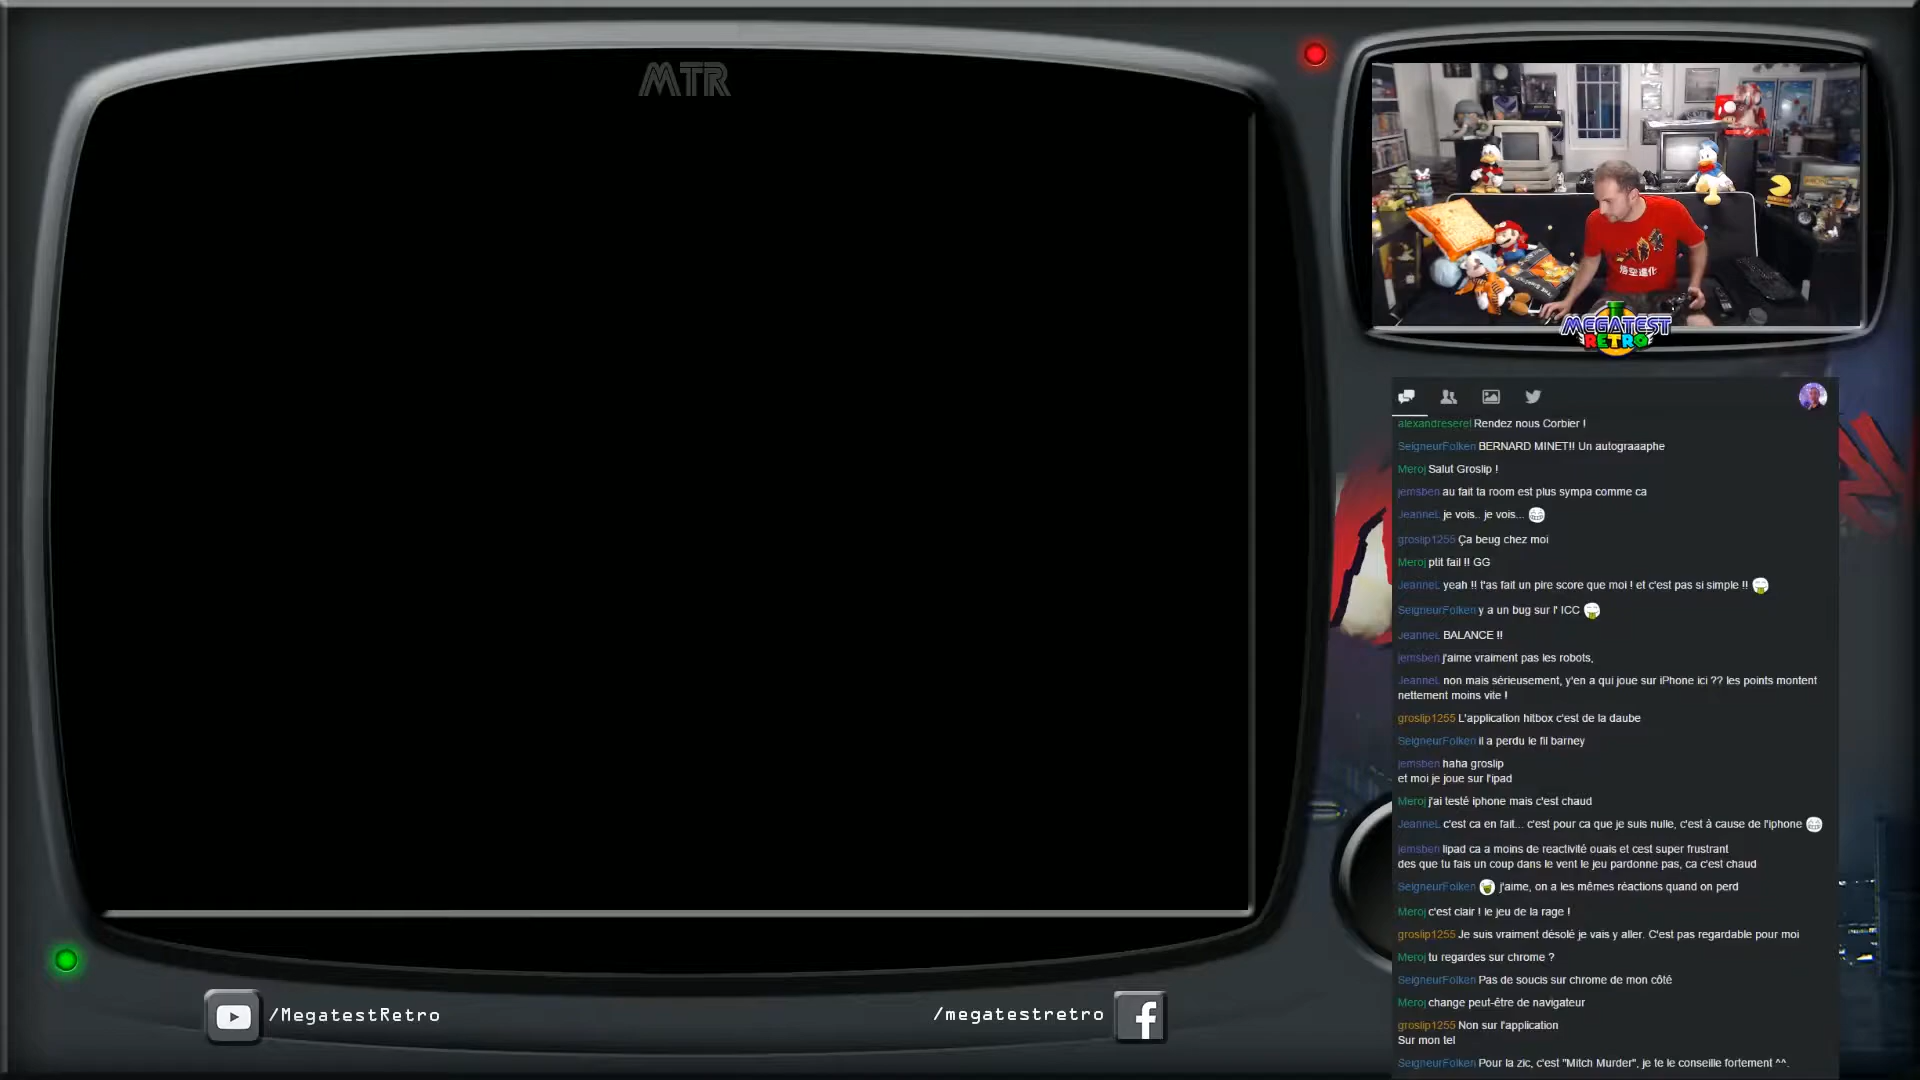 MTR
悟空進化
MEGATEST
RETRO
alexandreserel Rendez nous Corbier !
SeigneurFolken BERNARD MINET!! Un autograaaphe
Meroj Salut Groslip !
jemsben au fait ta room est plus sympa comme ca
JeanneL je vois.. je vois...
groslip1255 Ça beug chez moi
Meroj ptit fail !! GG
JeanneL yeah !! t'as fait un pire score que moi ! et c'est pas si simple !!
SeigneurFolken y a un bug sur l' ICC
JeanneL BALANCE !!
jemsben j'aime vraiment pas les robots,
JeanneL non mais sérieusement, y'en a qui joue sur iPhone ici ?? les points montent
nettement moins vite !
groslip1255 L'application hitbox c'est de la daube
SeigneurFolken il a perdu le fil barney
jemsben haha groslip
et moi je joue sur l'ipad
Meroj j'ai testé iphone mais c'est chaud
JeanneL c'est ca en fait... c'est pour ca que je suis nulle, c'est à cause de l'iphone
jemsben lipad ca a moins de reactivité ouais et cest super frustrant
des que tu fais un coup dans le vent le jeu pardonne pas, ca c'est chaud
SeigneurFolken j'aime, on a les mêmes réactions quand on perd
Meroj c'est clair ! le jeu de la rage !
groslip1255 Je suis vraiment désolé je vais y aller. C'est pas regardable pour moi
Meroj tu regardes sur chrome ?
SeigneurFolken Pas de soucis sur chrome de mon côté
Meroj change peut-être de navigateur
groslip1255 Non sur l'application
Sur mon tel
SeigneurFolken Pour la zic, c'est "Mitch Murder", je te le conseille fortement ^^.
/MegatestRetro
/megatestretro